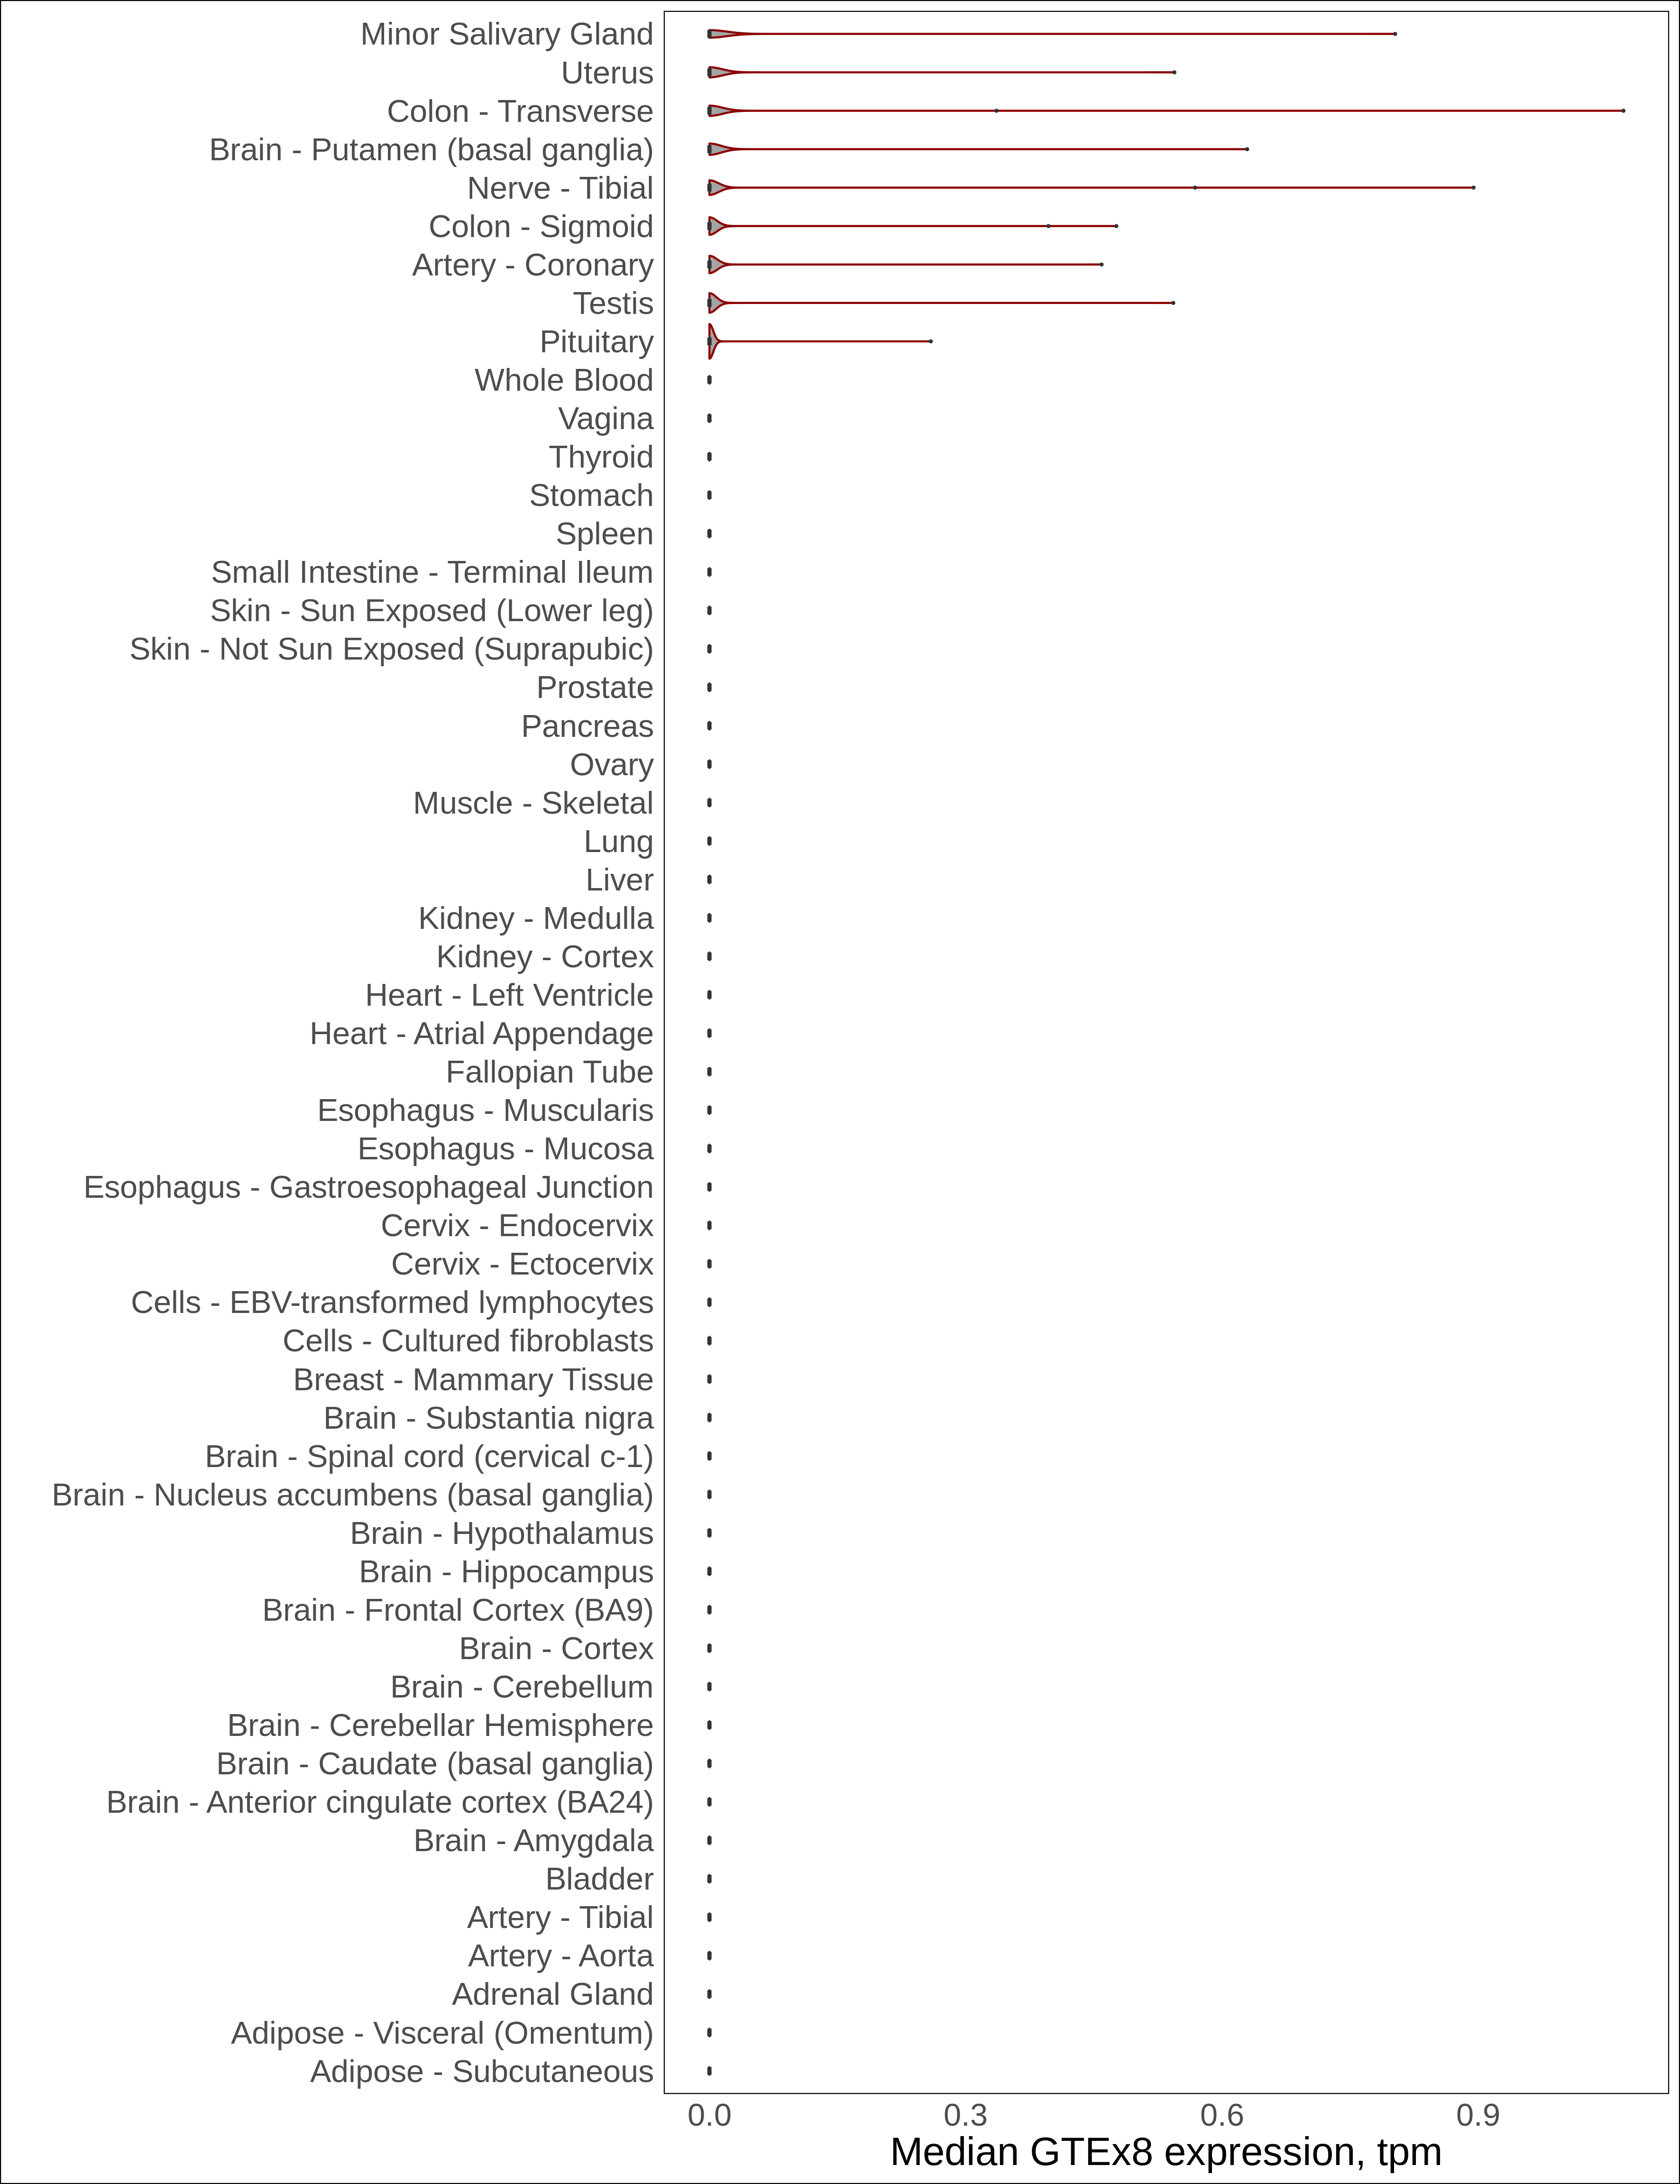 Minor Salivary Gland
Uterus
Colon - Transverse
Brain - Putamen (basal ganglia)
Nerve - Tibial
Colon - Sigmoid
Artery - Coronary
Testis
Pituitary
Whole Blood
Vagina
Thyroid
Stomach
Spleen
Small Intestine - Terminal Ileum
Skin - Sun Exposed (Lower leg)
Skin - Not Sun Exposed (Suprapubic)
Prostate
Pancreas
Ovary
Muscle - Skeletal
Lung
Liver
Kidney - Medulla
Kidney - Cortex
Heart - Left Ventricle
Heart - Atrial Appendage
Fallopian Tube
Esophagus - Muscularis
Esophagus - Mucosa
Esophagus - Gastroesophageal Junction
Cervix - Endocervix
Cervix - Ectocervix
Cells - EBV-transformed lymphocytes
Cells - Cultured fibroblasts
Breast - Mammary Tissue
Brain - Substantia nigra
Brain - Spinal cord (cervical c-1)
Brain - Nucleus accumbens (basal ganglia)
Brain - Hypothalamus
Brain - Hippocampus
Brain - Frontal Cortex (BA9)
Brain - Cortex
Brain - Cerebellum
Brain - Cerebellar Hemisphere
Brain - Caudate (basal ganglia)
Brain - Anterior cingulate cortex (BA24)
Brain - Amygdala
Bladder
Artery - Tibial
Artery - Aorta
Adrenal Gland
Adipose - Visceral (Omentum)
Adipose - Subcutaneous
0.0 0.3 0.6 0.9
Median GTEx8 expression, tpm